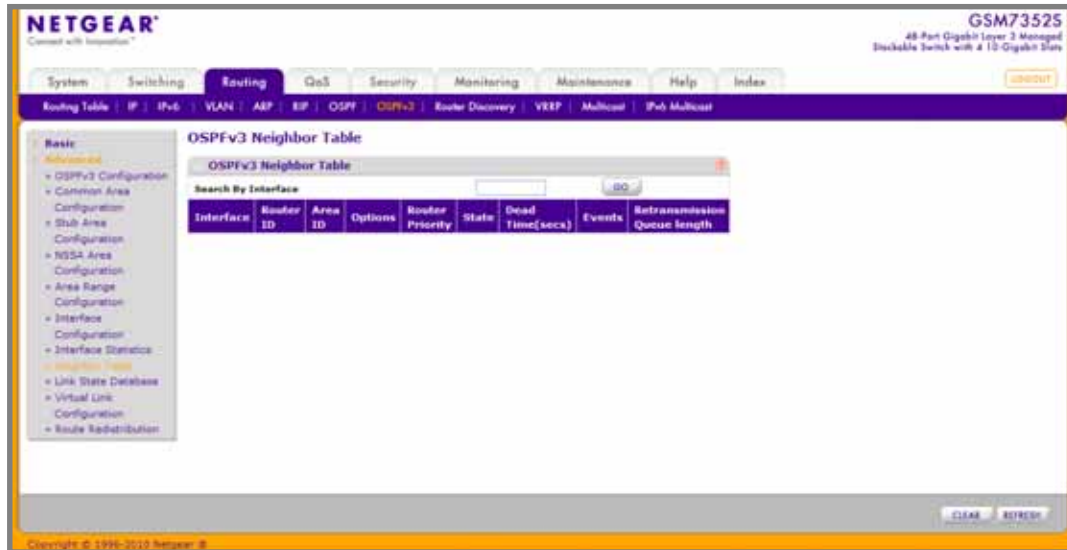 NETGEAR®
Connect with Innovation™
GSM7352S
48-Port Gigabit Layer 3 Managed
Stackable Switch with 4 10-Gigabit Slots
System Switching Routing QoS Security Monitoring Maintenance Help Index
LOGOUT
Routing Table | IP | IPv6 | VLAN | ARP | RIP | OSPF | OSPFv3 | Router Discovery | VRRP | Multicast | IPv6 Multicast
Basic
Advanced
» OSPFv3 Configuration
» Common Area
Configuration
» Stub Area
Configuration
» NSSA Area
Configuration
» Area Range
Configuration
» Interface
Configuration
» Interface Statistics
» Neighbor Table
» Link State Database
» Virtual Link
Configuration
» Route Redistribution
OSPFv3 Neighbor Table
OSPFv3 Neighbor Table
Search By Interface
GO
Interface Router ID Area ID Options Router Priority State Dead Time(secs) Events Retransmission Queue length
CLEAR REFRESH
Copyright © 1996-2010 Netgear ®